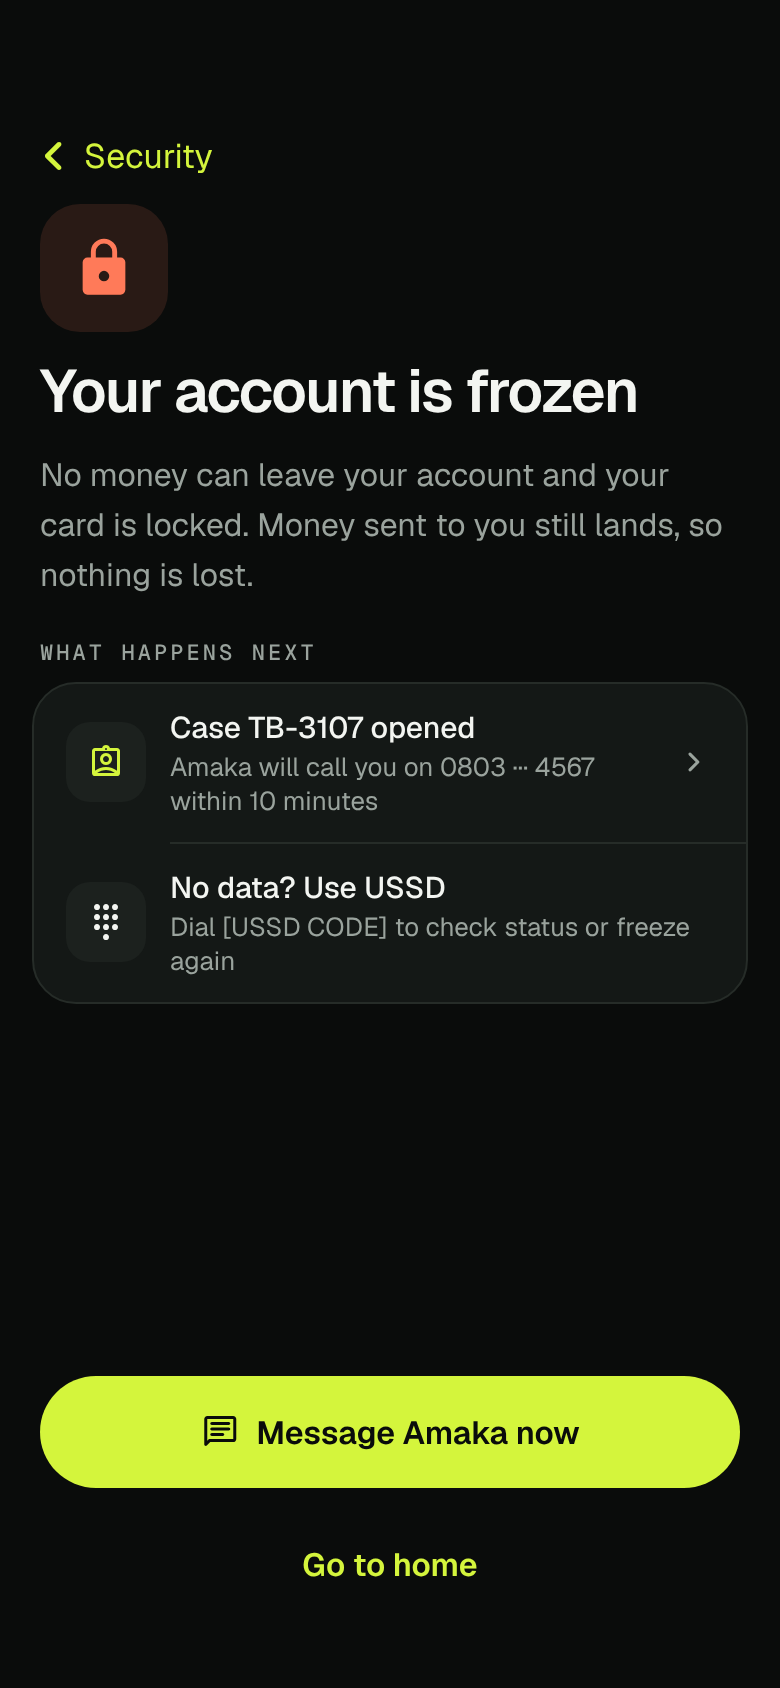 Security
Your account is frozen
No money can leave your account and your
card is locked. Money sent to you still lands, so
nothing is lost.
WHAT HAPPENS NEXT
Case TB-3107 opened
Amaka will call you on 0803 ··· 4567
within 10 minutes
No data? Use USSD
Dial [USSD CODE] to check status or freeze
again
Message Amaka now
Go to home